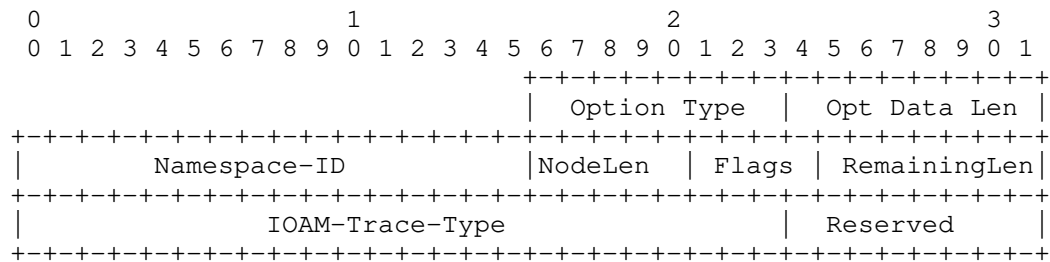 0                   1                   2                   3
 0 1 2 3 4 5 6 7 8 9 0 1 2 3 4 5 6 7 8 9 0 1 2 3 4 5 6 7 8 9 0 1
                                +-+-+-+-+-+-+-+-+-+-+-+-+-+-+-+-+
                                |  Option Type  |  Opt Data Len |
+-+-+-+-+-+-+-+-+-+-+-+-+-+-+-+-+-+-+-+-+-+-+-+-+-+-+-+-+-+-+-+-+
|         Namespace-ID           |NodeLen  | Flags | RemainingLen|
+-+-+-+-+-+-+-+-+-+-+-+-+-+-+-+-+-+-+-+-+-+-+-+-+-+-+-+-+-+-+-+-+
|                IOAM-Trace-Type                 |  Reserved     |
+-+-+-+-+-+-+-+-+-+-+-+-+-+-+-+-+-+-+-+-+-+-+-+-+-+-+-+-+-+-+-+-+